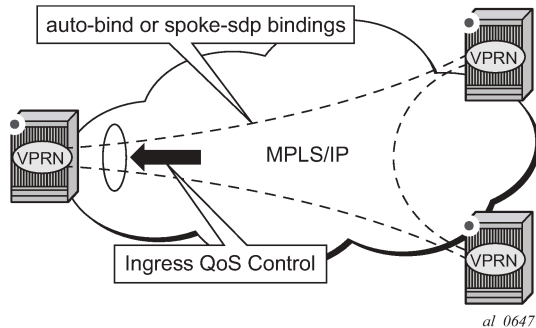 auto-bind or spoke-sdp bindings
VPRN
VPRN
MPLS/IP
Ingress QoS Control
VPRN
al_0647